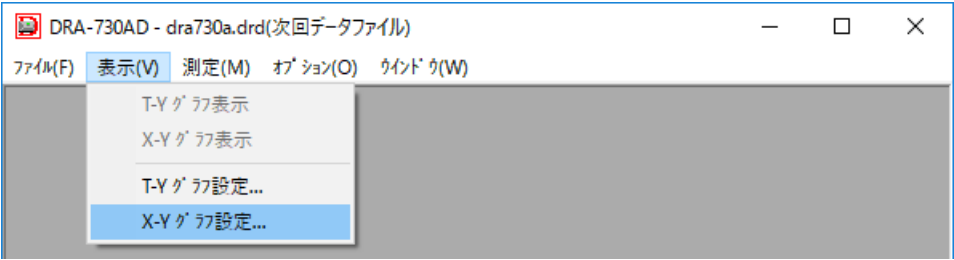 DRA-730AD - dra730a.drd(次回データファイル)
ﾌｧｲﾙ(F) 表示(V) 測定(M) ｵﾌﾟｼｮﾝ(O) ｳｲﾝﾄﾞｳ(W)
T-Y ｸﾞﾗﾌ表示
X-Y ｸﾞﾗﾌ表示
T-Y ｸﾞﾗﾌ設定...
X-Y ｸﾞﾗﾌ設定...